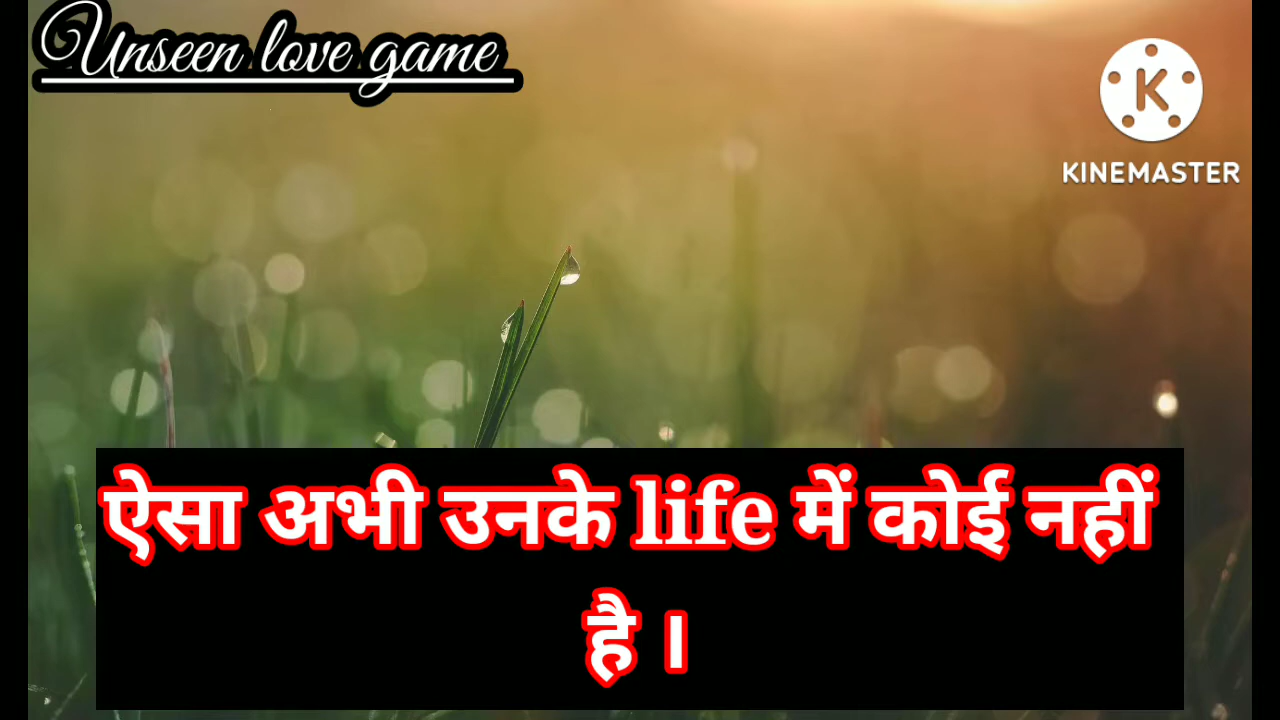 Unseen love game
KINEMASTER
ऐसा अभी उनके life में कोई नहीं
है ।